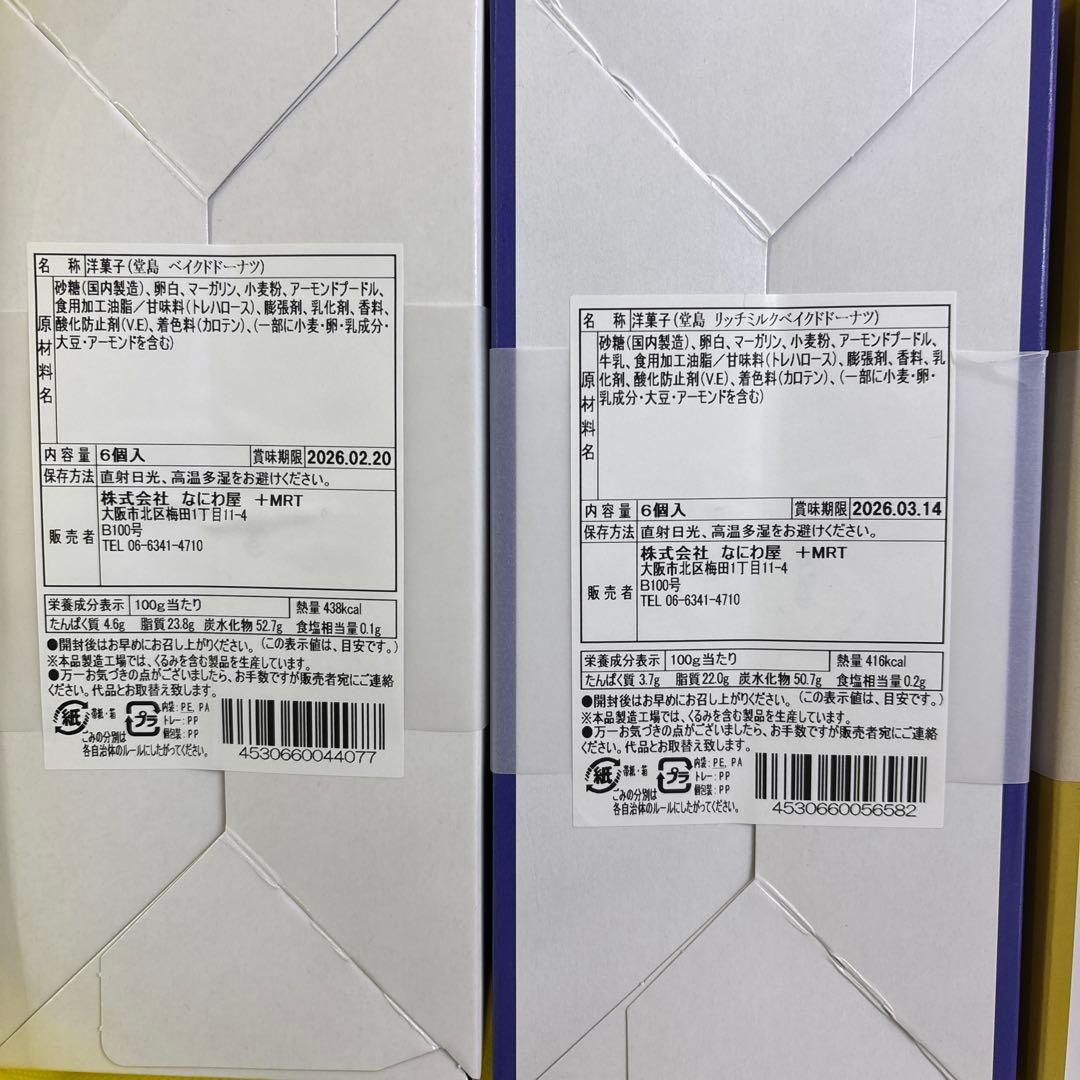 名 称 洋菓子(堂島 ベイクドドーナツ)
原材料名
砂糖(国内製造)、卵白、マーガリン、小麦粉、アーモンドプードル、
食用加工油脂/甘味料(トレハロース)、膨張剤、乳化剤、香料、
酸化防止剤(V.E)、着色料(カロテン)、(一部に小麦・卵・乳成分・
大豆・アーモンドを含む)
内容量 6個入 賞味期限 2026.02.20
保存方法 直射日光、高温多湿をお避けください。
販売者
株式会社 なにわ屋 +MRT
大阪市北区梅田1丁目11-4
B100号
TEL 06-6341-4710
栄養成分表示 100g当たり 熱量 438kcal
たんぱく質 4.6g 脂質 23.8g 炭水化物 52.7g 食塩相当量 0.1g
●開封後はお早めにお召し上がりください。(この表示値は、目安です。)
※本品製造工場では、くるみを含む製品を生産しています。
●万一お気づきの点がございましたら、お手数ですが販売者宛にご連絡
ください。代品とお取替え致します。
紙 帯紙・箱 プラ 内袋:PE, PA
トレー:PP
個包装:PP
ごみの分別は
各自治体のルールにしたがってください。
4530660044077
名 称 洋菓子(堂島 リッチミルクベイクドドーナツ)
原材料名
砂糖(国内製造)、卵白、マーガリン、小麦粉、アーモンドプードル、
牛乳、食用加工油脂/甘味料(トレハロース)、膨張剤、香料、乳
化剤、酸化防止剤(V.E)、着色料(カロテン)、(一部に小麦・卵・
乳成分・大豆・アーモンドを含む)
内容量 6個入 賞味期限 2026.03.14
保存方法 直射日光、高温多湿をお避けください。
販売者
株式会社 なにわ屋 +MRT
大阪市北区梅田1丁目11-4
B100号
TEL 06-6341-4710
栄養成分表示 100g当たり 熱量 416kcal
たんぱく質 3.7g 脂質 22.0g 炭水化物 50.7g 食塩相当量 0.2g
●開封後はお早めにお召し上がりください。(この表示値は、目安です。)
※本品製造工場では、くるみを含む製品を生産しています。
●万一お気づきの点がございましたら、お手数ですが販売者宛にご連絡
ください。代品とお取替え致します。
紙 帯紙・箱 プラ 内袋:PE, PA
トレー:PP
個包装:PP
ごみの分別は
各自治体のルールにしたがってください。
4530660056582